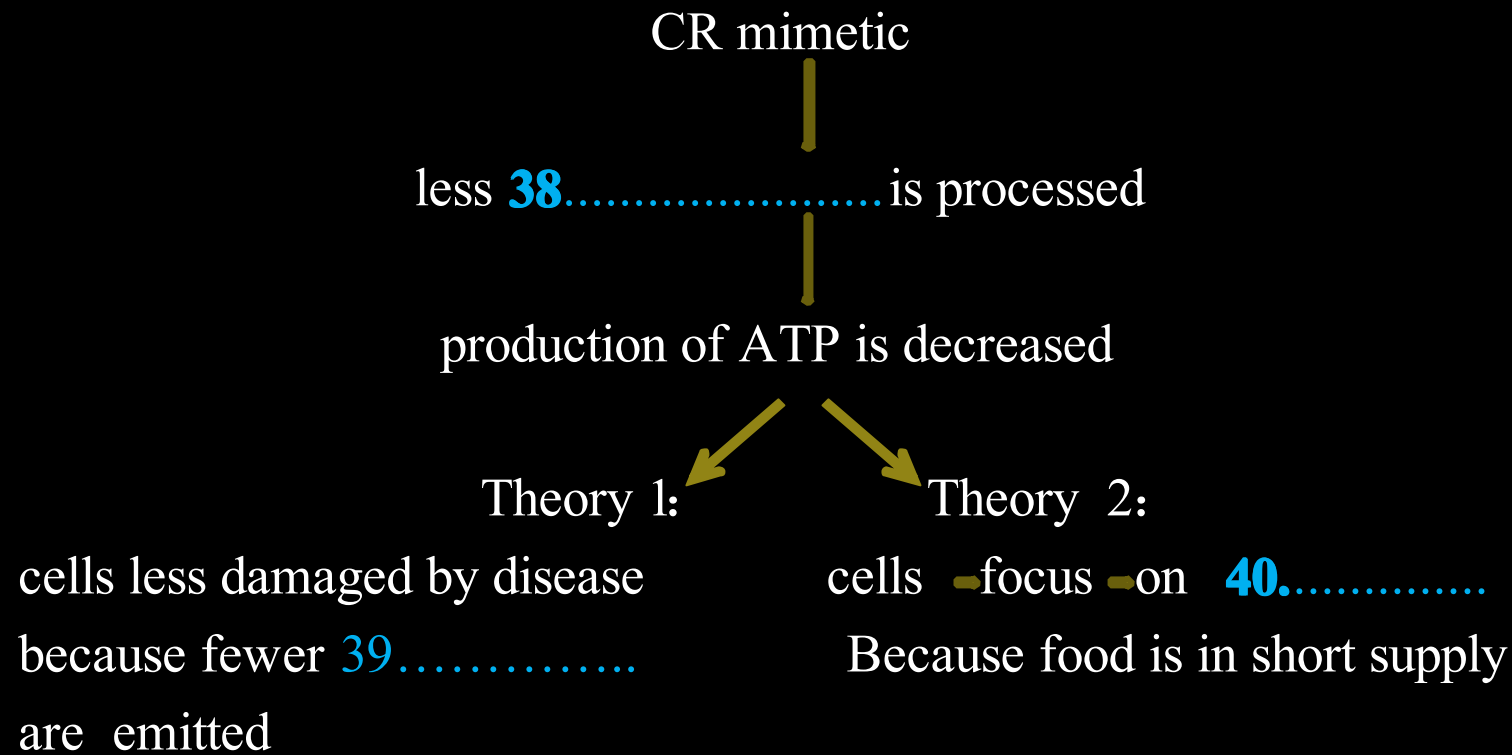 CR mimetic
less 38....................... is processed
production of ATP is decreased
Theory 1:
Theory 2:
cells less damaged by disease
because fewer 39..............
are emitted
cells focus on 40...............
Because food is in short supply